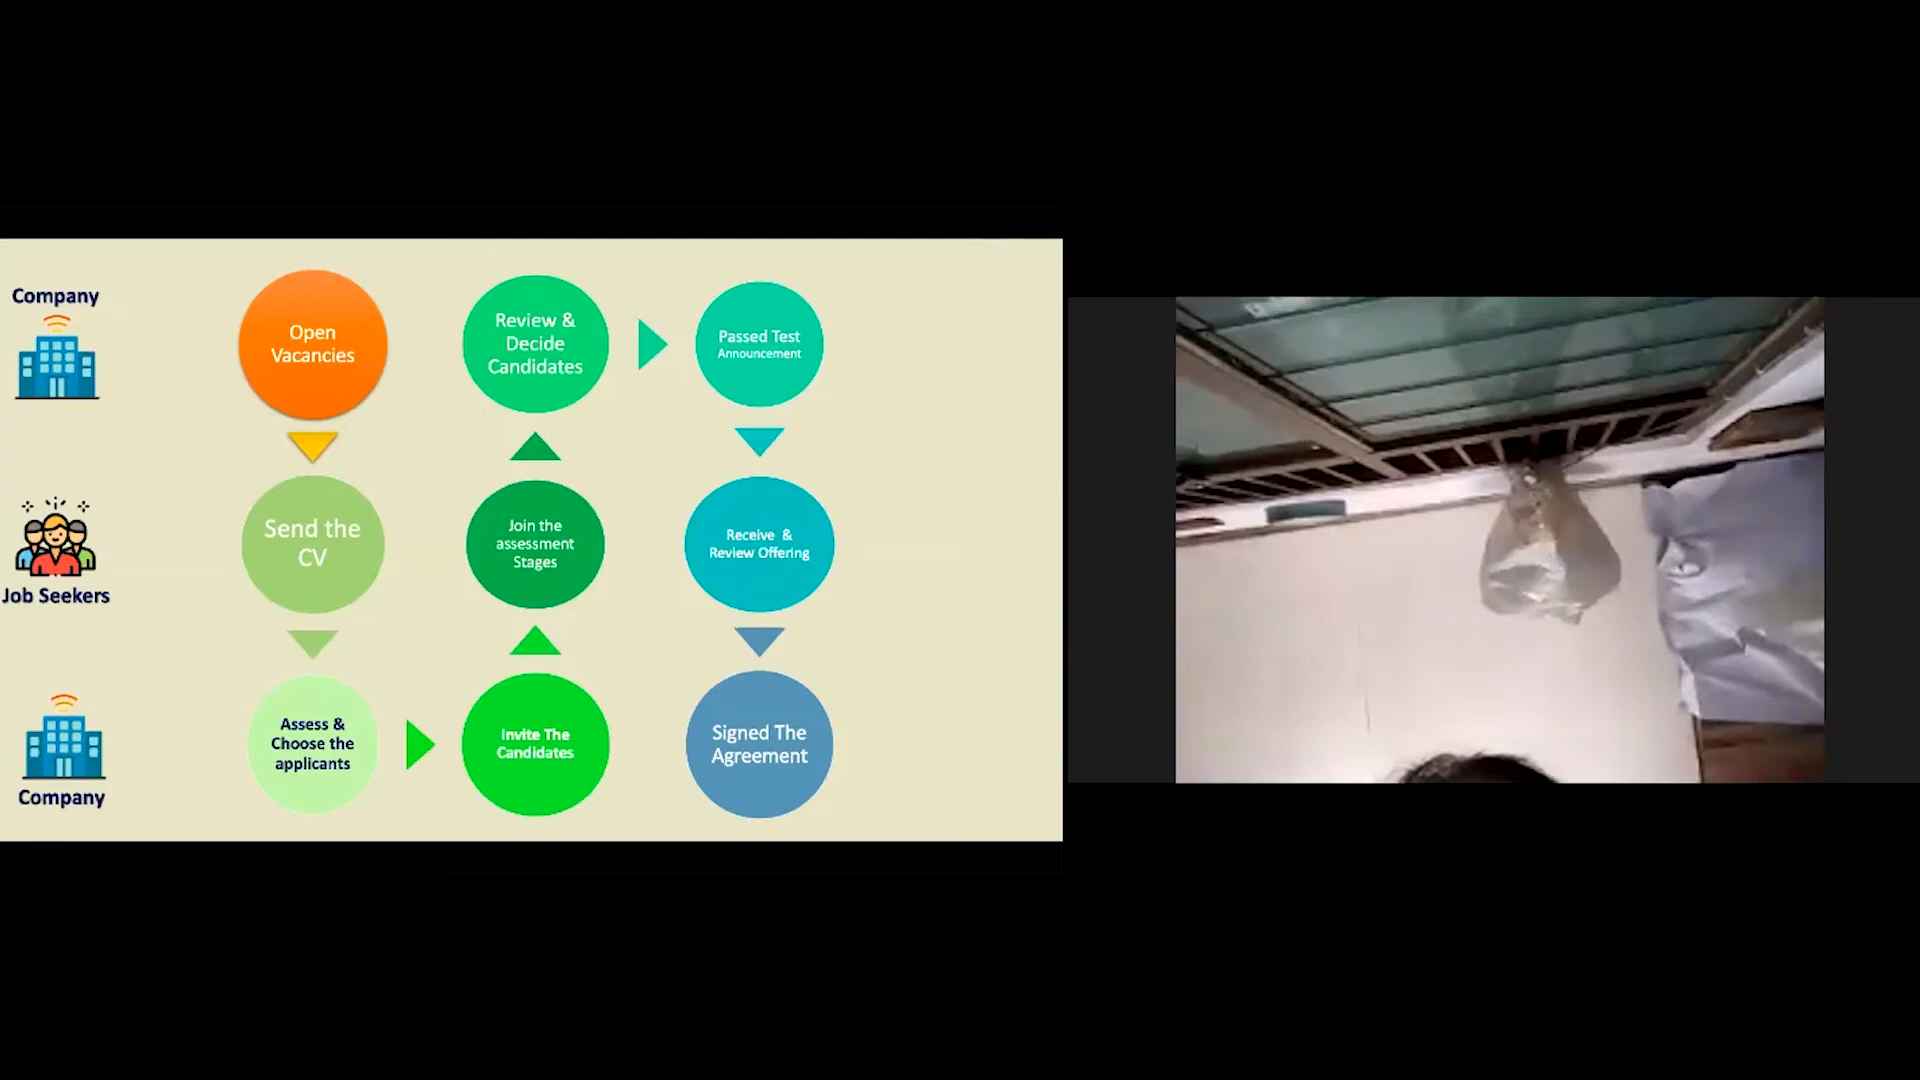 Company
Open
Vacancies
Review &
Decide
Candidates
Passed Test
Announcement
Send the
CV
Join the
assessment
Stages
Receive &
Review Offering
Job Seekers
Assess &
Choose the
applicants
Invite The
Candidates
Signed The
Agreement
Company